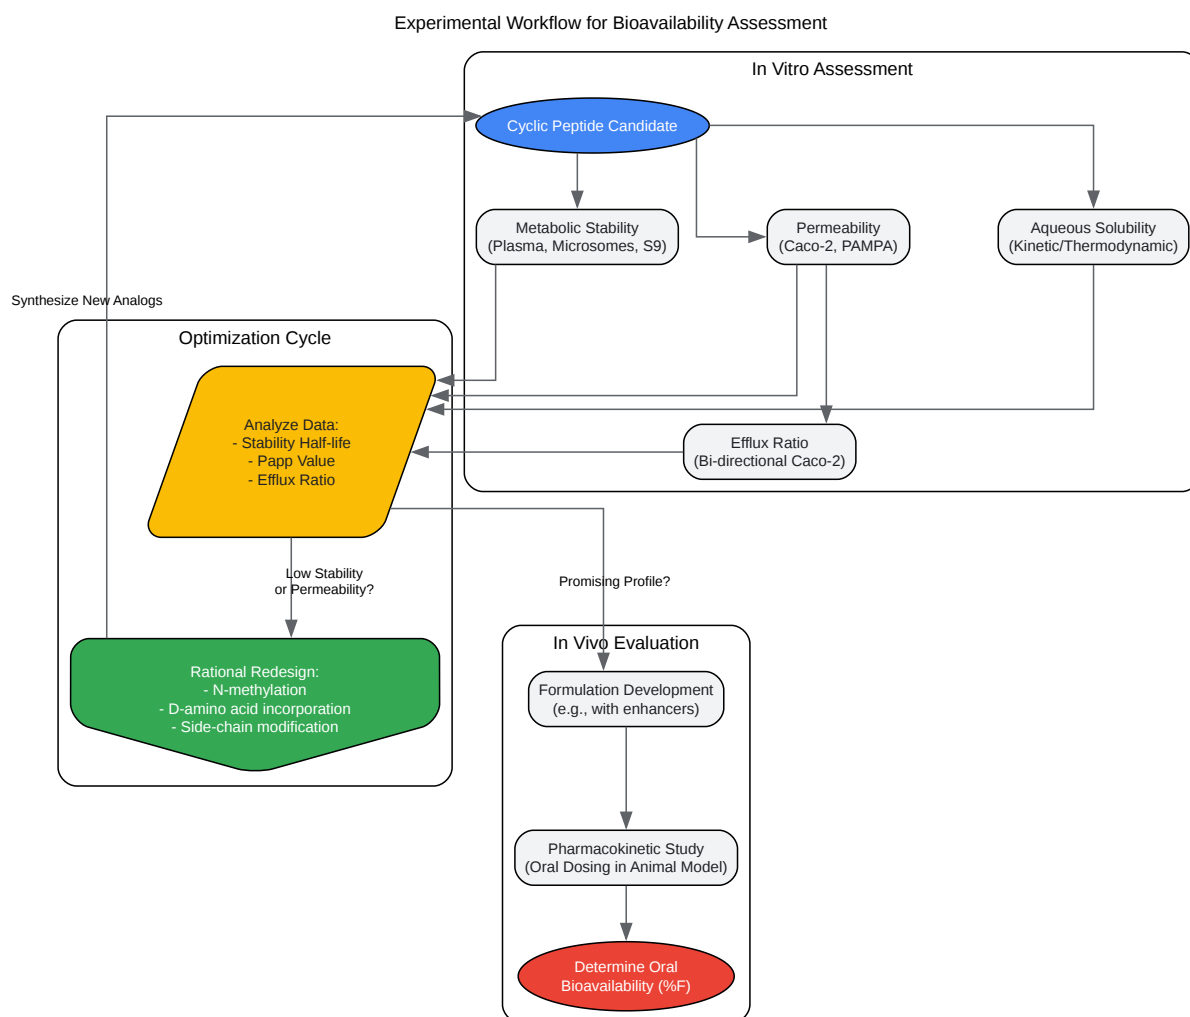 Experimental Workflow for Bioavailability Assessment
In Vitro Assessment
Cyclic Peptide Candidate
Metabolic Stability
(Plasma, Microsomes, S9)
Permeability
(Caco-2, PAMPA)
Aqueous Solubility
(Kinetic/Thermodynamic)
Synthesize New Analogs
Optimization Cycle
Analyze Data:
- Stability Half-life
- Papp Value
- Efflux Ratio
Efflux Ratio
(Bi-directional Caco-2)
Low Stability
or Permeability?
Promising Profile?
Rational Redesign:
- N-methylation
- D-amino acid incorporation
- Side-chain modification
In Vivo Evaluation
Formulation Development
(e.g., with enhancers)
Pharmacokinetic Study
(Oral Dosing in Animal Model)
Determine Oral
Bioavailability (%F)